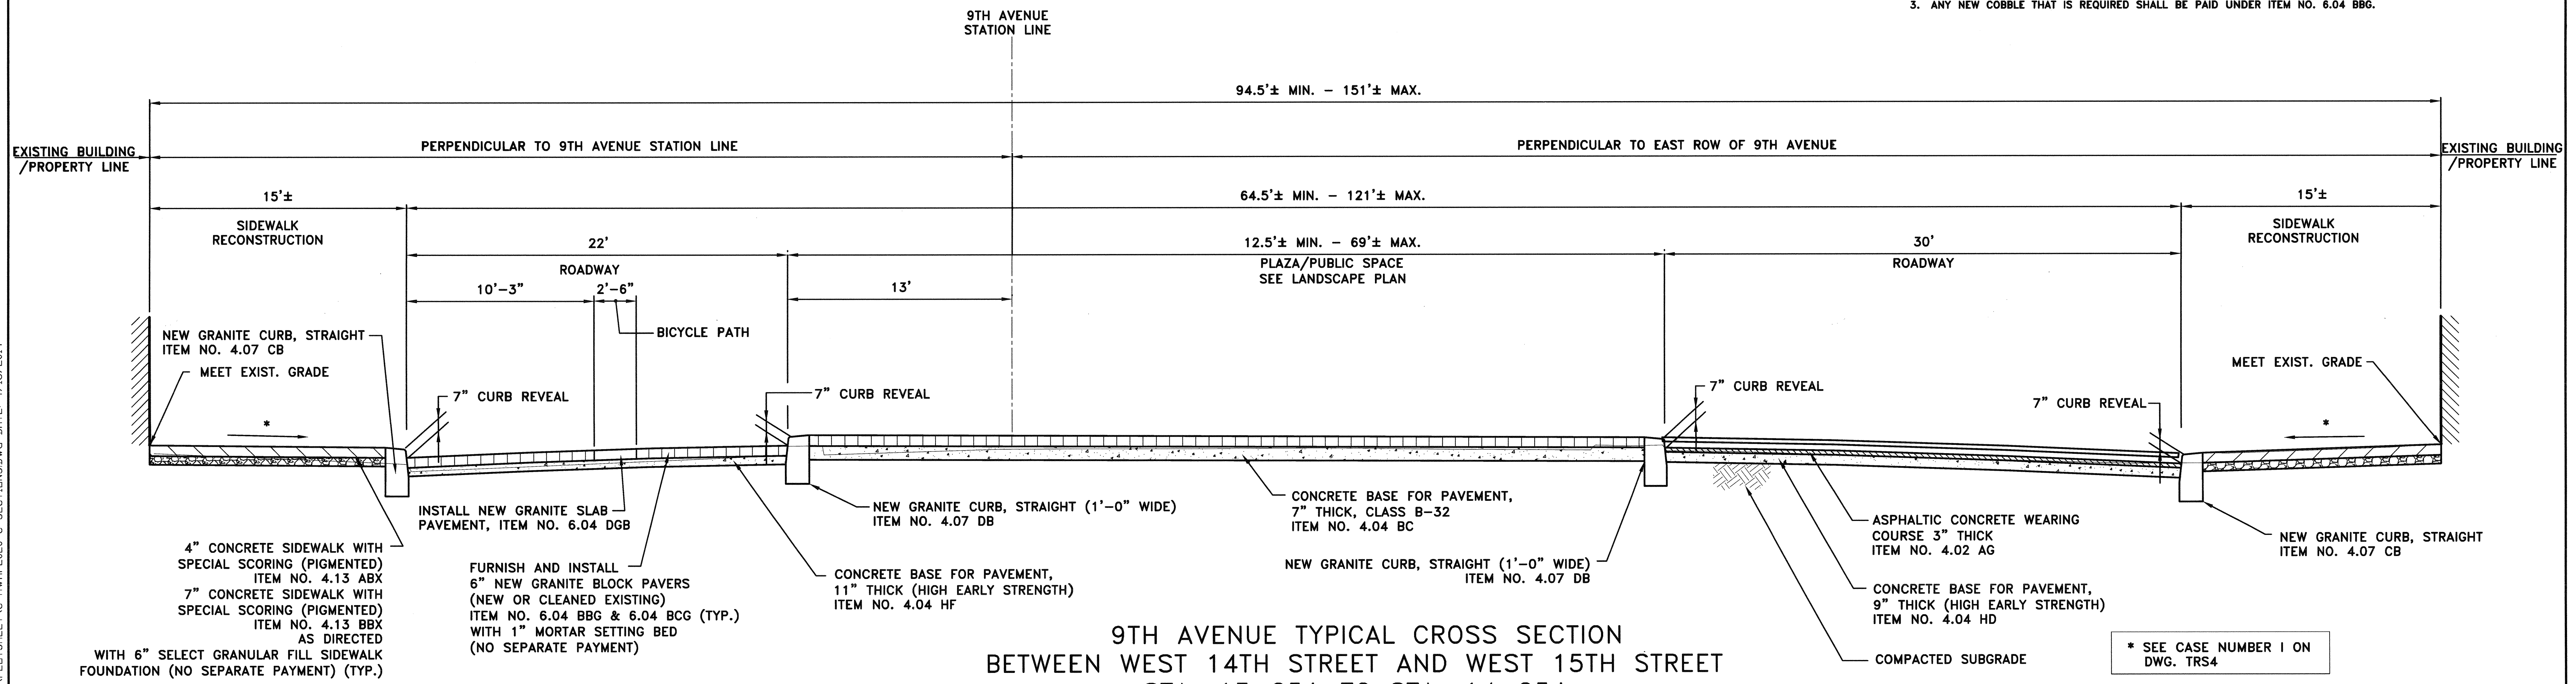 3. ANY NEW COBBLE THAT IS REQUIRED SHALL BE PAID UNDER ITEM NO. 6.04 BBG.
9TH AVENUE
STATION LINE
94.5'± MIN. – 151'± MAX.
EXISTING BUILDING
/PROPERTY LINE
PERPENDICULAR TO 9TH AVENUE STATION LINE
PERPENDICULAR TO EAST ROW OF 9TH AVENUE
EXISTING BUILDING
/PROPERTY LINE
15'±
SIDEWALK
RECONSTRUCTION
64.5'± MIN. – 121'± MAX.
15'±
SIDEWALK
RECONSTRUCTION
22'
ROADWAY
12.5'± MIN. – 69'± MAX.
PLAZA/PUBLIC SPACE
SEE LANDSCAPE PLAN
30'
ROADWAY
10'-3"
2'-6"
13'
BICYCLE PATH
NEW GRANITE CURB, STRAIGHT
ITEM NO. 4.07 CB
MEET EXIST. GRADE
7" CURB REVEAL
7" CURB REVEAL
7" CURB REVEAL
7" CURB REVEAL
MEET EXIST. GRADE
*
*
INSTALL NEW GRANITE SLAB
PAVEMENT, ITEM NO. 6.04 DGB
NEW GRANITE CURB, STRAIGHT (1'-0" WIDE)
ITEM NO. 4.07 DB
CONCRETE BASE FOR PAVEMENT,
7" THICK, CLASS B-32
ITEM NO. 4.04 BC
ASPHALTIC CONCRETE WEARING
COURSE 3" THICK
ITEM NO. 4.02 AG
NEW GRANITE CURB, STRAIGHT
ITEM NO. 4.07 CB
4" CONCRETE SIDEWALK WITH
SPECIAL SCORING (PIGMENTED)
ITEM NO. 4.13 ABX
7" CONCRETE SIDEWALK WITH
SPECIAL SCORING (PIGMENTED)
ITEM NO. 4.13 BBX
AS DIRECTED
WITH 6" SELECT GRANULAR FILL SIDEWALK
FOUNDATION (NO SEPARATE PAYMENT) (TYP.)
FURNISH AND INSTALL
6" NEW GRANITE BLOCK PAVERS
(NEW OR CLEANED EXISTING)
ITEM NO. 6.04 BBG & 6.04 BCG (TYP.)
WITH 1" MORTAR SETTING BED
(NO SEPARATE PAYMENT)
CONCRETE BASE FOR PAVEMENT,
11" THICK (HIGH EARLY STRENGTH)
ITEM NO. 4.04 HF
NEW GRANITE CURB, STRAIGHT (1'-0" WIDE)
ITEM NO. 4.07 DB
CONCRETE BASE FOR PAVEMENT,
9" THICK (HIGH EARLY STRENGTH)
ITEM NO. 4.04 HD
COMPACTED SUBGRADE
9TH AVENUE TYPICAL CROSS SECTION
BETWEEN WEST 14TH STREET AND WEST 15TH STREET
* SEE CASE NUMBER 1 ON
DWG. TRS4